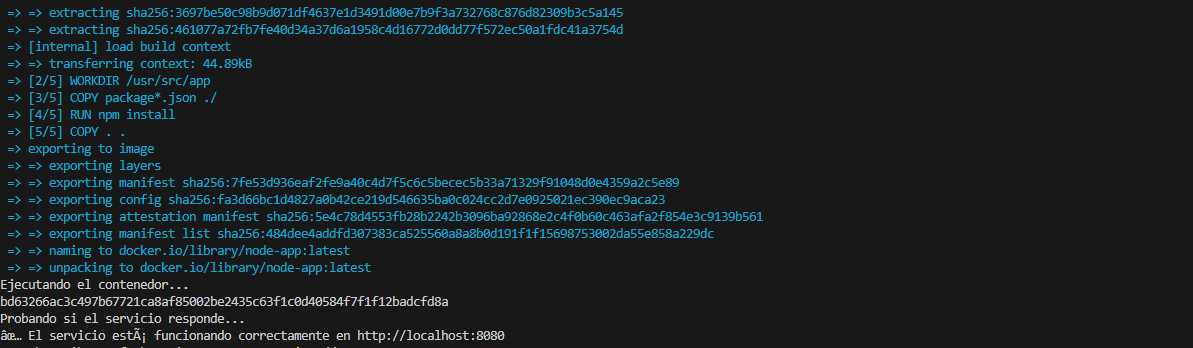 => => extracting sha256:3697be50c98b9d071df4637e1d3491d00e7b9f3a732768c876d82309b3c5a145
=> => extracting sha256:461077a72fb7fe40d34a37d6a1958c4d16772d0dd77f572ec50a1fdc41a3754d
=> [internal] load build context
=> => transferring context: 44.89kB
=> [2/5] WORKDIR /usr/src/app
=> [3/5] COPY package*.json ./
=> [4/5] RUN npm install
=> [5/5] COPY . .
=> exporting to image
=> => exporting layers
=> => exporting manifest sha256:7fe53d936eaf2fe9a40c4d7f5c6c5becec5b33a71329f91048d0e4359a2c5e89
=> => exporting config sha256:fa3d66bc1d4827a0b42ce219d546635ba0c024cc2d7e0925021ec390ec9aca23
=> => exporting attestation manifest sha256:5e4c78d4553fb28b2242b3096ba92868e2c4f0b60c463afa2f854e3c9139b561
=> => exporting manifest list sha256:484dee4addfd307383ca525560a8a8b0d191f1f15698753002da55e858a229dc
=> => naming to docker.io/library/node-app:latest
=> => unpacking to docker.io/library/node-app:latest
Ejecutando el contenedor...
bd63266ac3c497b67721ca8af85002be2435c63f1c0d40584f7f1f12badcfd8a
Probando si el servicio responde...
âœ… El servicio estÃ¡ funcionando correctamente en http://localhost:8080